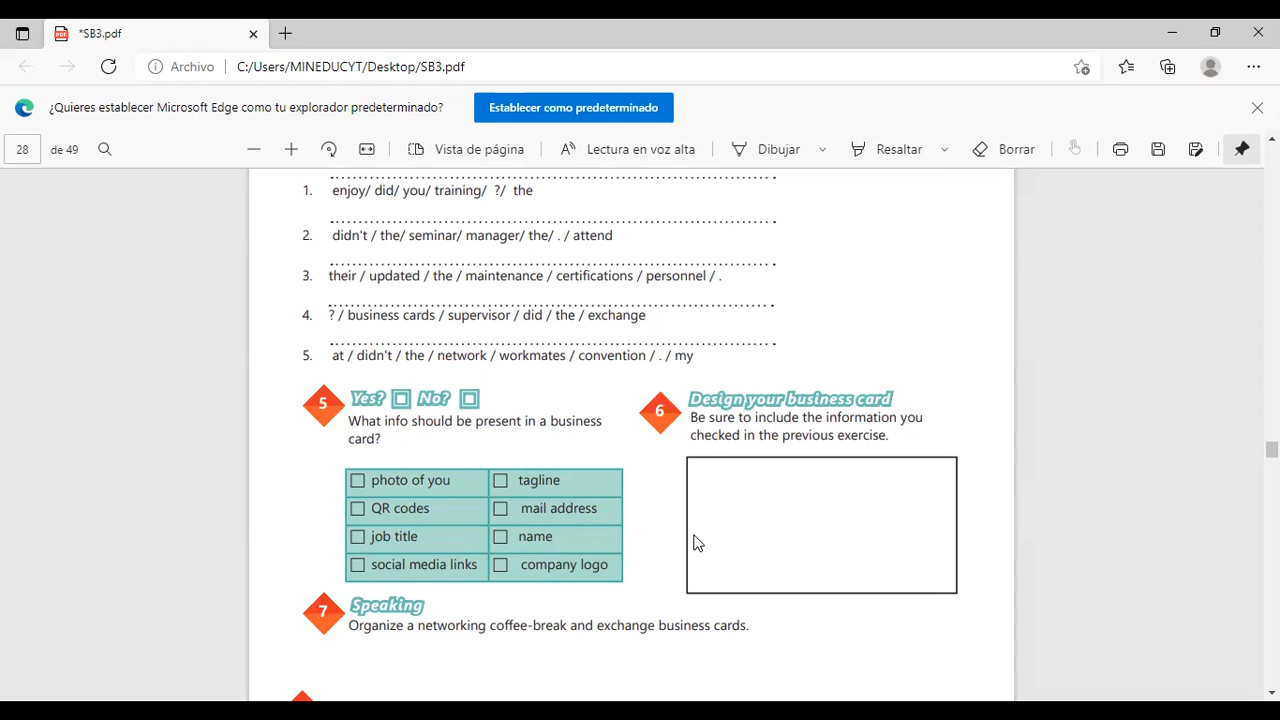 *SB3.pdf
Archivo C:/Users/MINEDUCYT/Desktop/SB3.pdf
¿Quieres establecer Microsoft Edge como tu explorador predeterminado? Establecer como predeterminado
28 de 49 Vista de página Lectura en voz alta Dibujar Resaltar Borrar
1. enjoy/ did/ you/ training/ ?/ the
2. didn't / the/ seminar/ manager/ the/ . / attend
3. their / updated / the / maintenance / certifications / personnel / .
4. ? / business cards / supervisor / did / the / exchange
5. at / didn't / the / network / workmates / convention / . / my
5 Yes? No?
What info should be present in a business
card?
photo of you tagline
QR codes mail address
job title name
social media links company logo
6 Design your business card
Be sure to include the information you
checked in the previous exercise.
7 Speaking
Organize a networking coffee-break and exchange business cards.